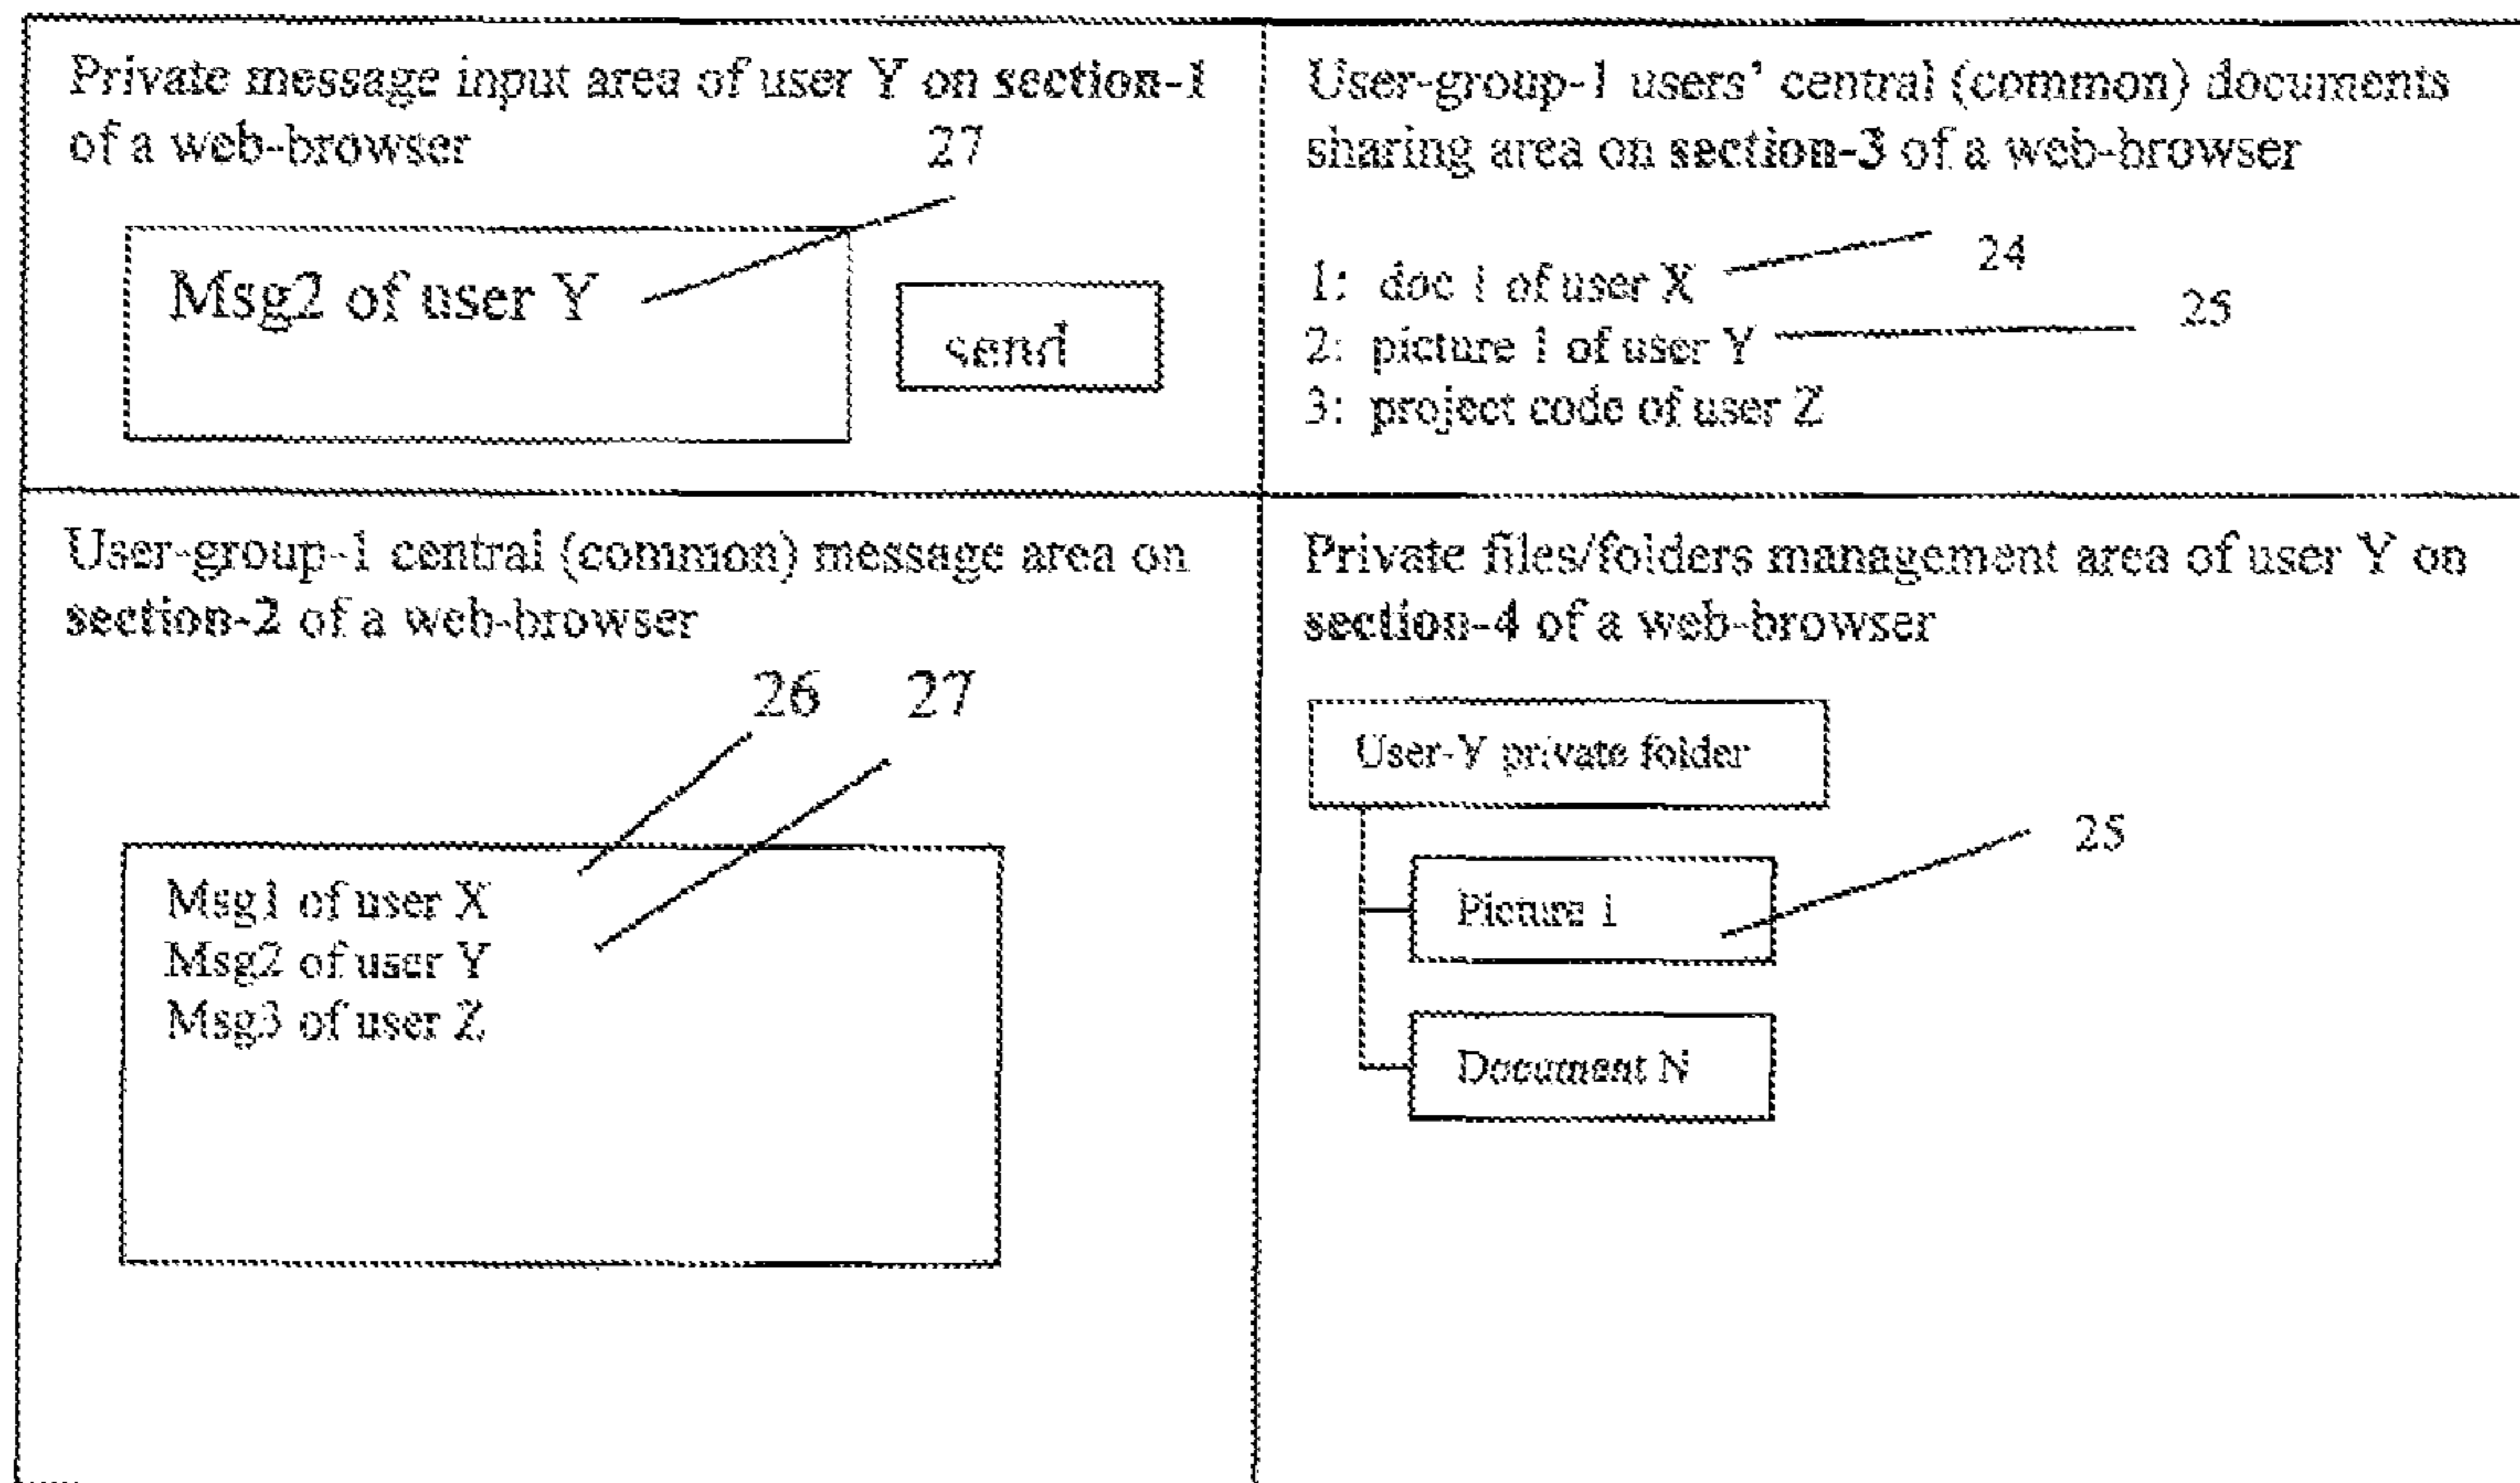 Private message input area of user Y on section-1
of a web-browser
27
Msg2 of user Y
send
User-group-1 users' central (common) documents
sharing area on section-3 of a web-browser
24
1: doc 1 of user X
25
2: picture 1 of user Y
3: project code of user Z
User-group-1 central (common) message area on
section-2 of a web-browser
26 27
Msg1 of user X
Msg2 of user Y
Msg3 of user Z
Private files/folders management area of user Y on
section-4 of a web-browser
User-Y private folder
25
Picture 1
Document N